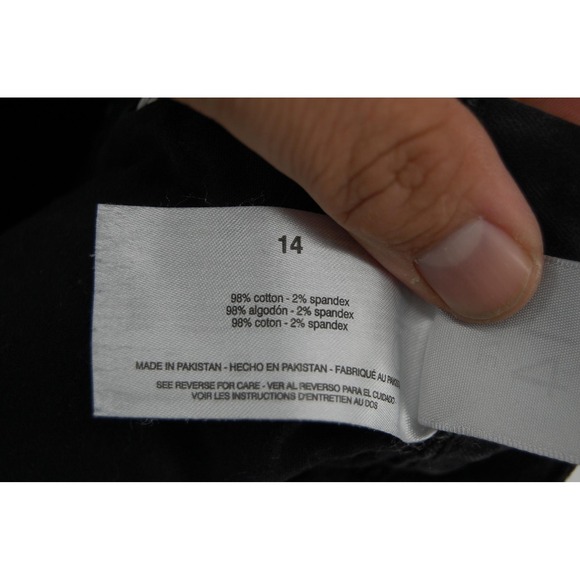 14
98% cotton - 2% spandex
98% algodón - 2% spandex
98% coton - 2% spandex
MADE IN PAKISTAN - HECHO EN PAKISTAN - FABRIQUÉ AU
SEE REVERSE FOR CARE - VER AL REVERSO PARA EL CUIDADO
VOIR LES INSTRUCTIONS D'ENTRETIEN AU DOS